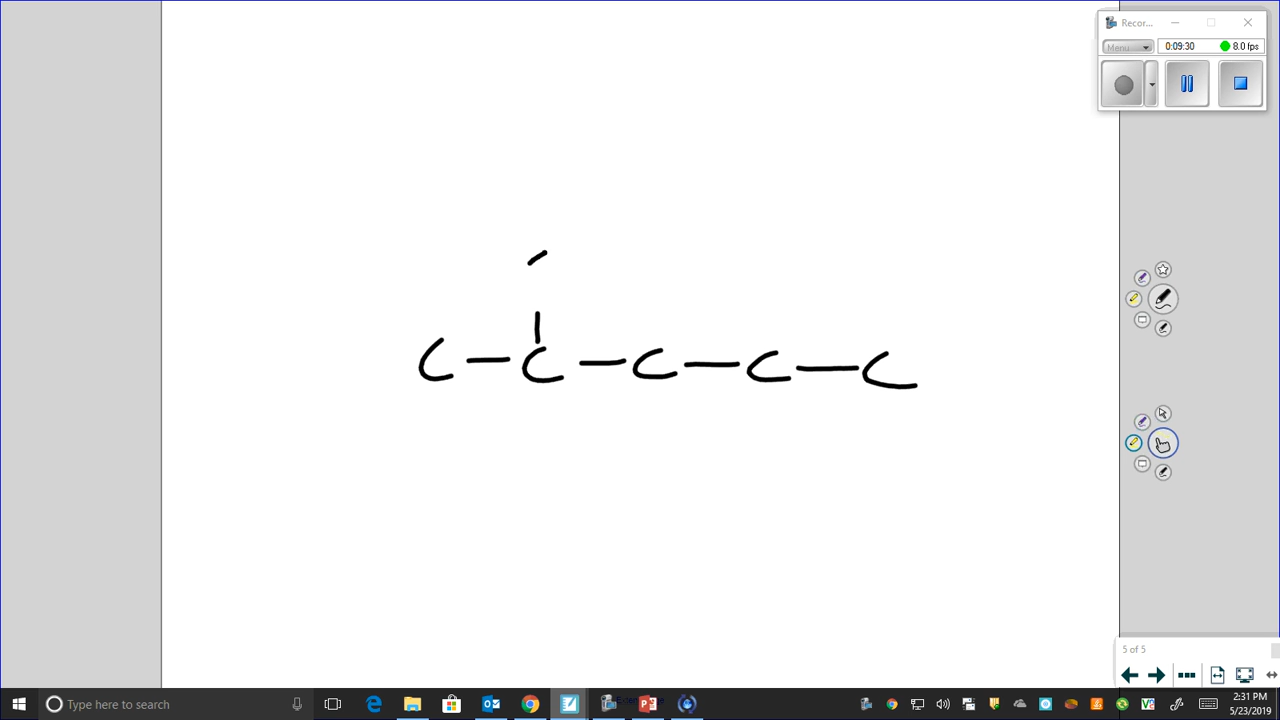 Recor...
Menu
0:09:30
8.0 fps
C - C - C - C - C
5 of 5
Type here to search
2:31 PM
5/23/2019